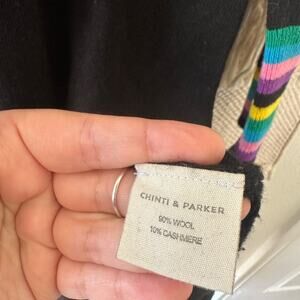 CHINTI & PARKER
90% WOOL
10% CASHMERE